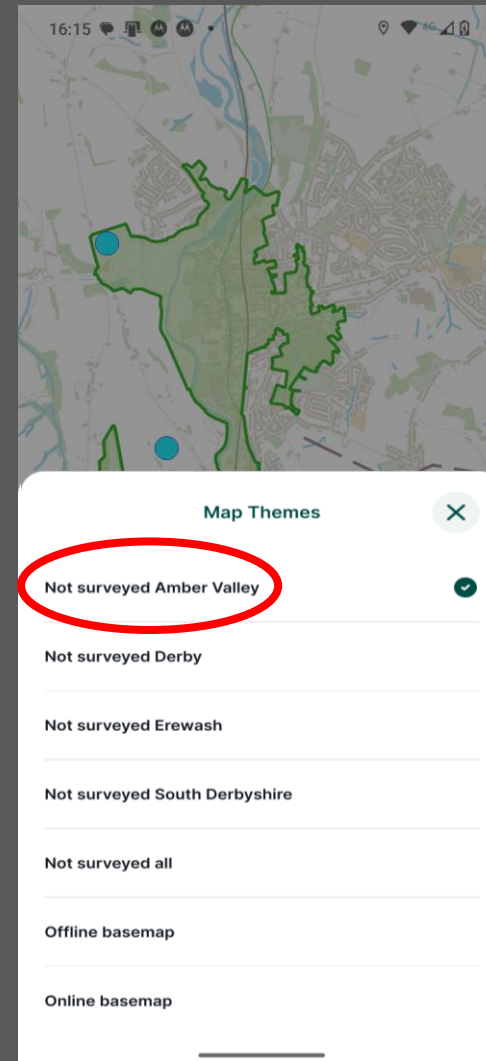 16:15
4G
Map Themes
Not surveyed Amber Valley
Not surveyed Derby
Not surveyed Erewash
Not surveyed South Derbyshire
Not surveyed all
Offline basemap
Online basemap